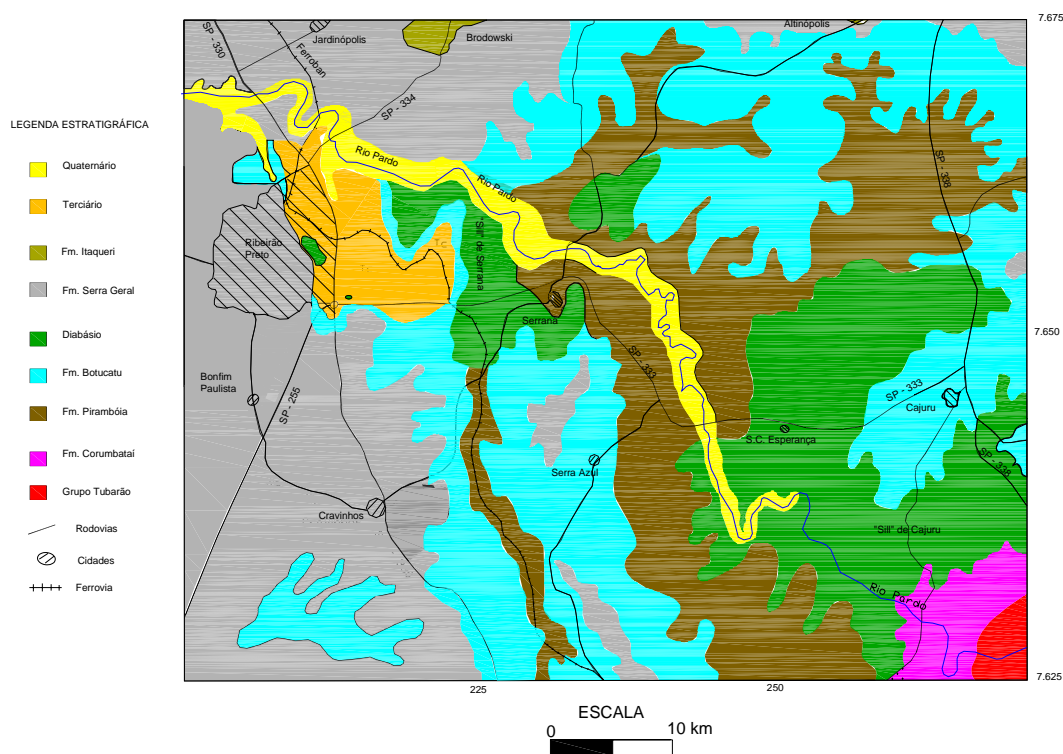 LEGENDA ESTRATIGRÁFICA
Quaternário
Terciário
Fm. Itaqueri
Fm. Serra Geral
Diabásio
Fm. Botucatu
Fm. Pirambóia
Fm. Corumbataí
Grupo Tubarão
Rodovias
Cidades
Ferrovia
SP - 330
Jardinópolis
Ferroban
Brodowski
SP - 334
Altinópolis
7.675
Rio Pardo
Rio Pardo
SP - 338
Ribeirão
Preto
Tc
"Sill" de Serrana
Serrana
7.650
Bonfim
Paulista
SP - 255
SP - 333
SP - 333
Cajuru
S.C. Esperança
SP - 338
Serra Azul
Cravinhos
"Sill" de Cajuru
Rio Pardo
7.625
225
250
ESCALA
0
10 km